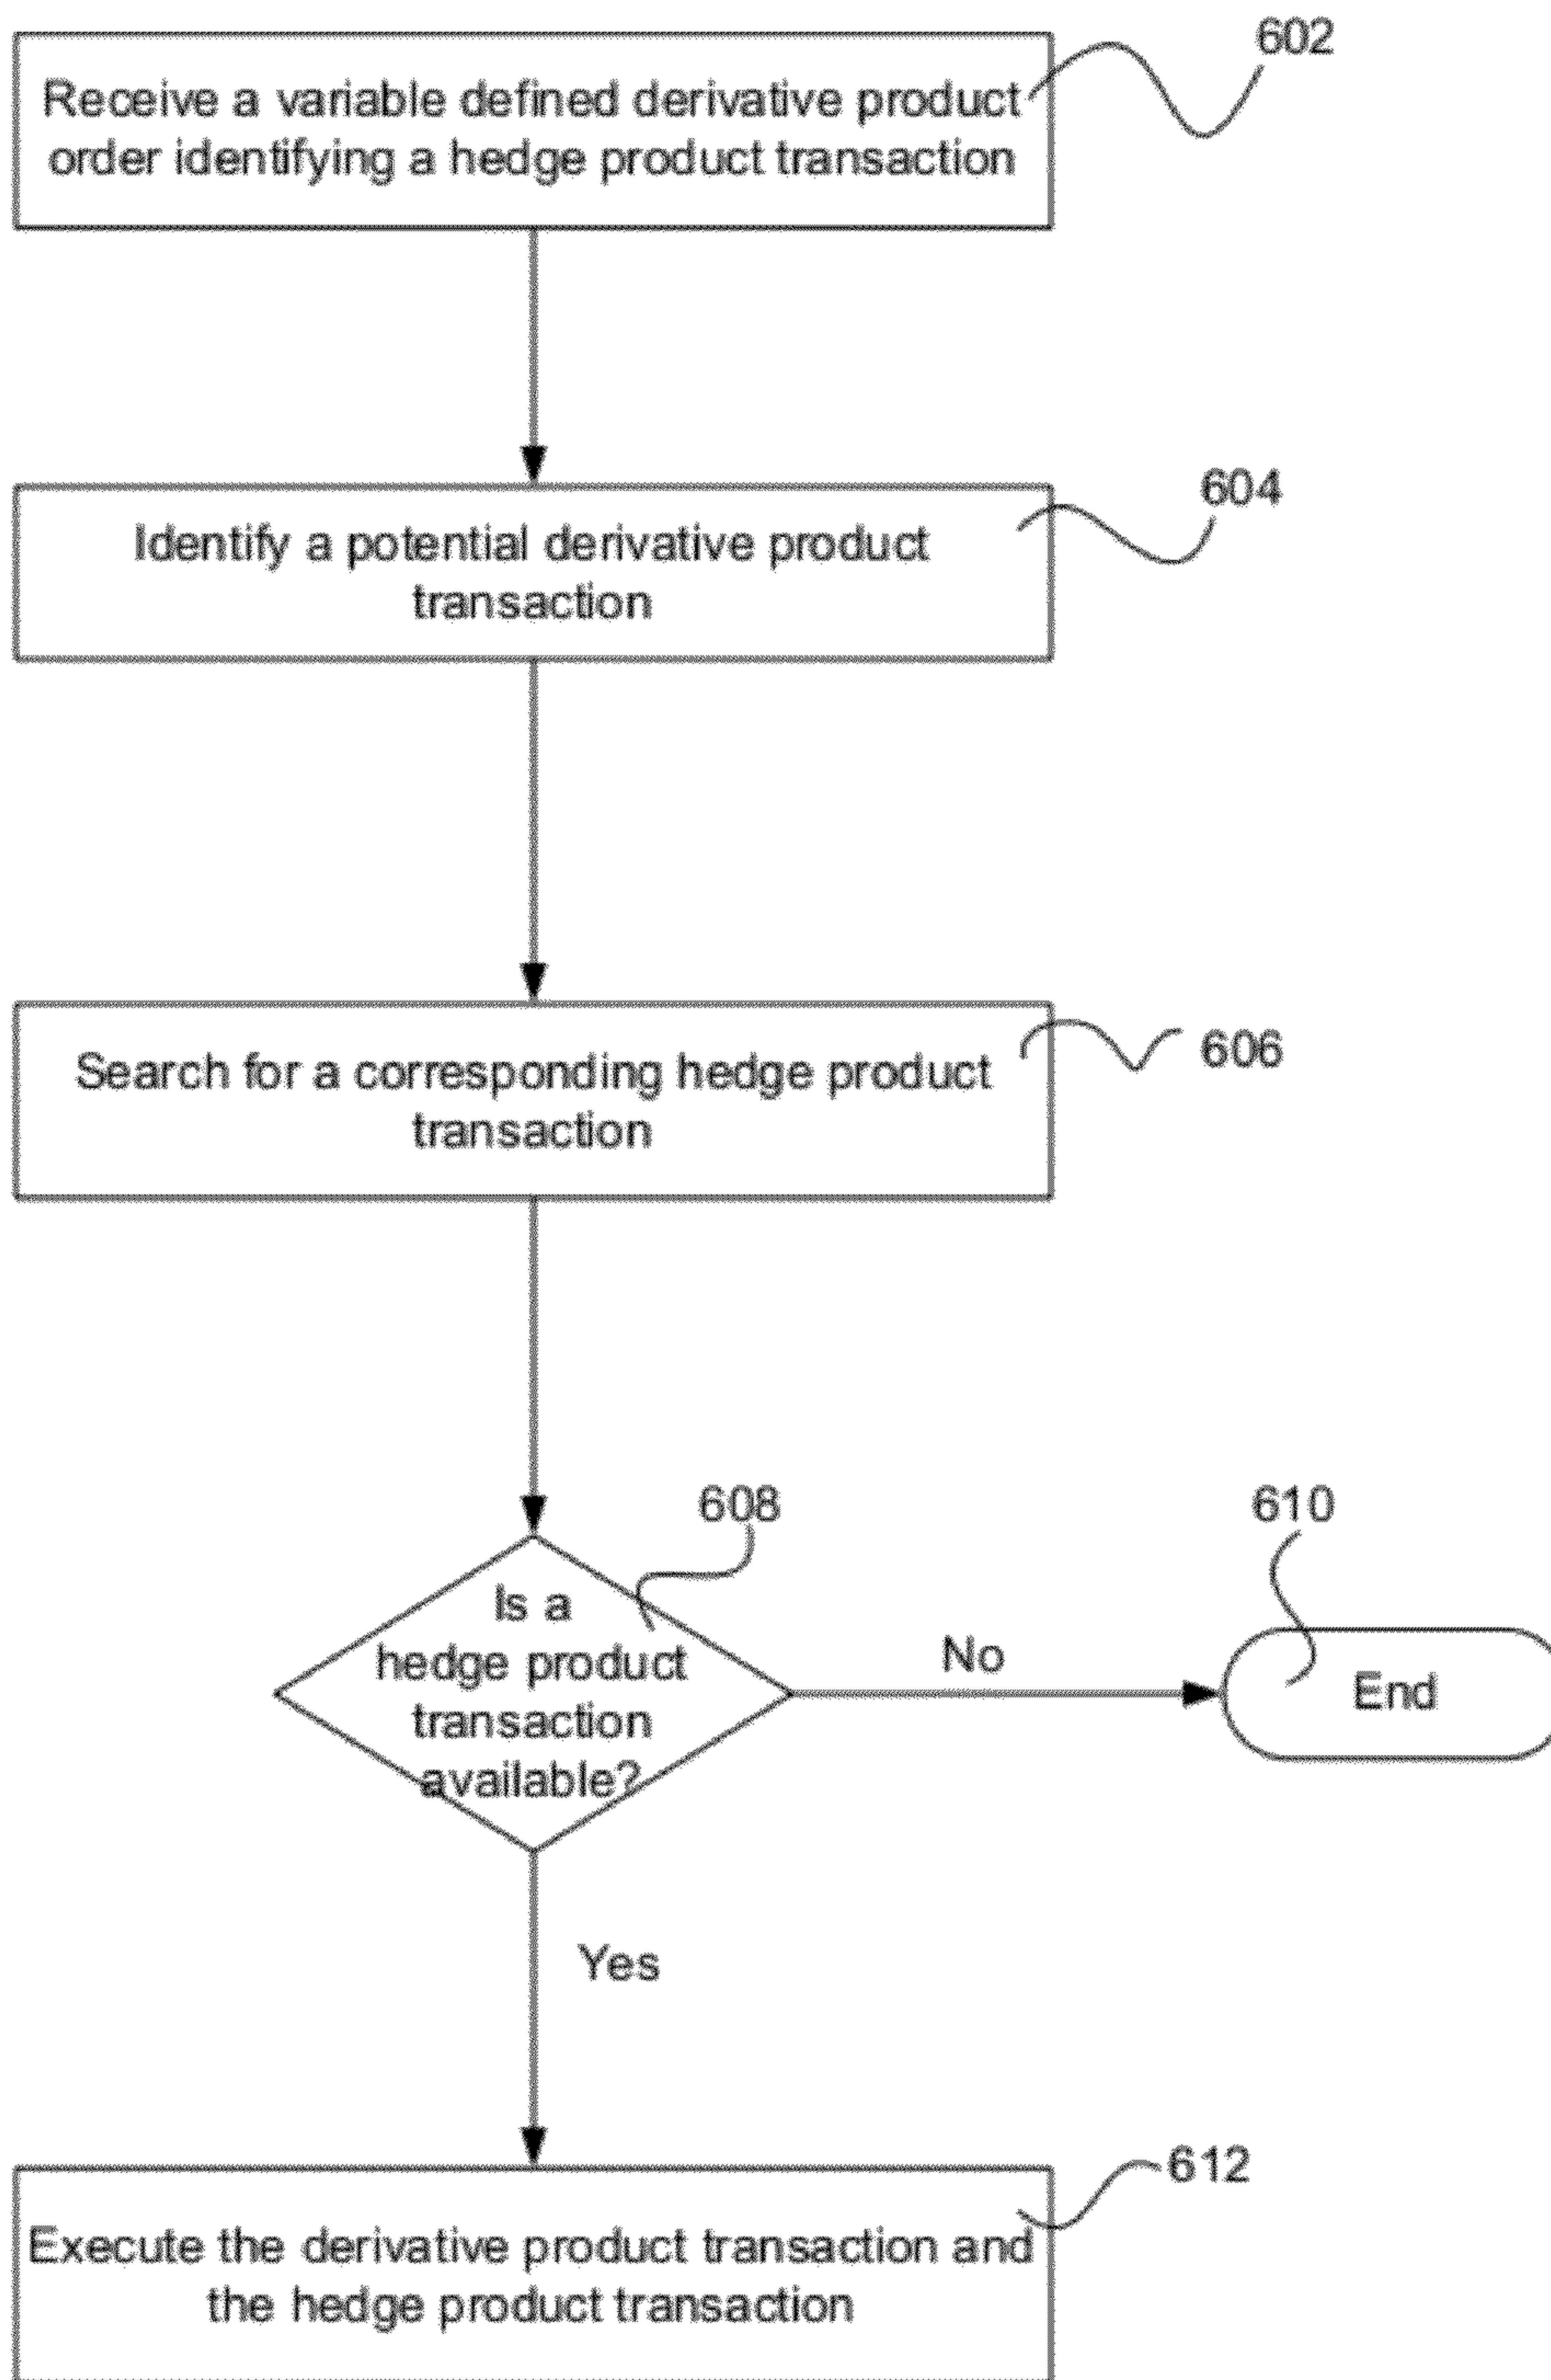 602
Receive a variable defined derivative product
order identifying a hedge product transaction
604
Identify a potential derivative product
transaction
606
Search for a corresponding hedge product
transaction
608
Is a
hedge product
transaction
available?
No
610
End
Yes
612
Execute the derivative product transaction and
the hedge product transaction